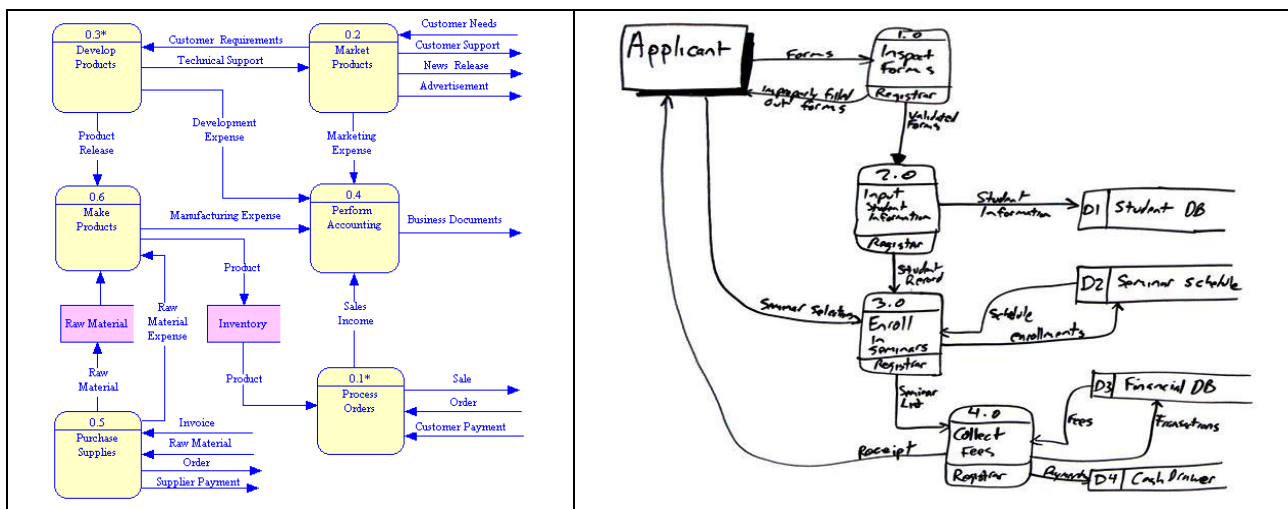 0.3*
Develop
Products
Customer Requirements
Technical Support
0.2
Market
Products
Customer Needs
Customer Support
News Release
Advertisement
Product
Release
Development
Expense
Marketing
Expense
0.6
Make
Products
Manufacturing Expense
0.4
Perform
Accounting
Business Documents
Product
Raw Material
Raw
Material
Expense
Inventory
Sales
Income
Raw
Material
Product
0.1*
Process
Orders
Sale
Order
Customer Payment
0.5
Purchase
Supplies
Invoice
Raw Material
Order
Supplier Payment
Applicant
Forms
1.0
Inspect
Forms
Registrar
Improperly Filled
Out Forms
Validated
Forms
2.0
Input
Student
Information
Registrar
Student
Information
D1 Student DB
Student
Record
D2 Seminar Schedule
Seminar Selection
3.0
Enroll
In
Seminars
Registrar
Schedule
enrollments
Seminar
List
D3 Financial DB
4.0
Collect
Fees
Registrar
Fees
Transactions
Receipt
Payments
D4 Cash Drawer